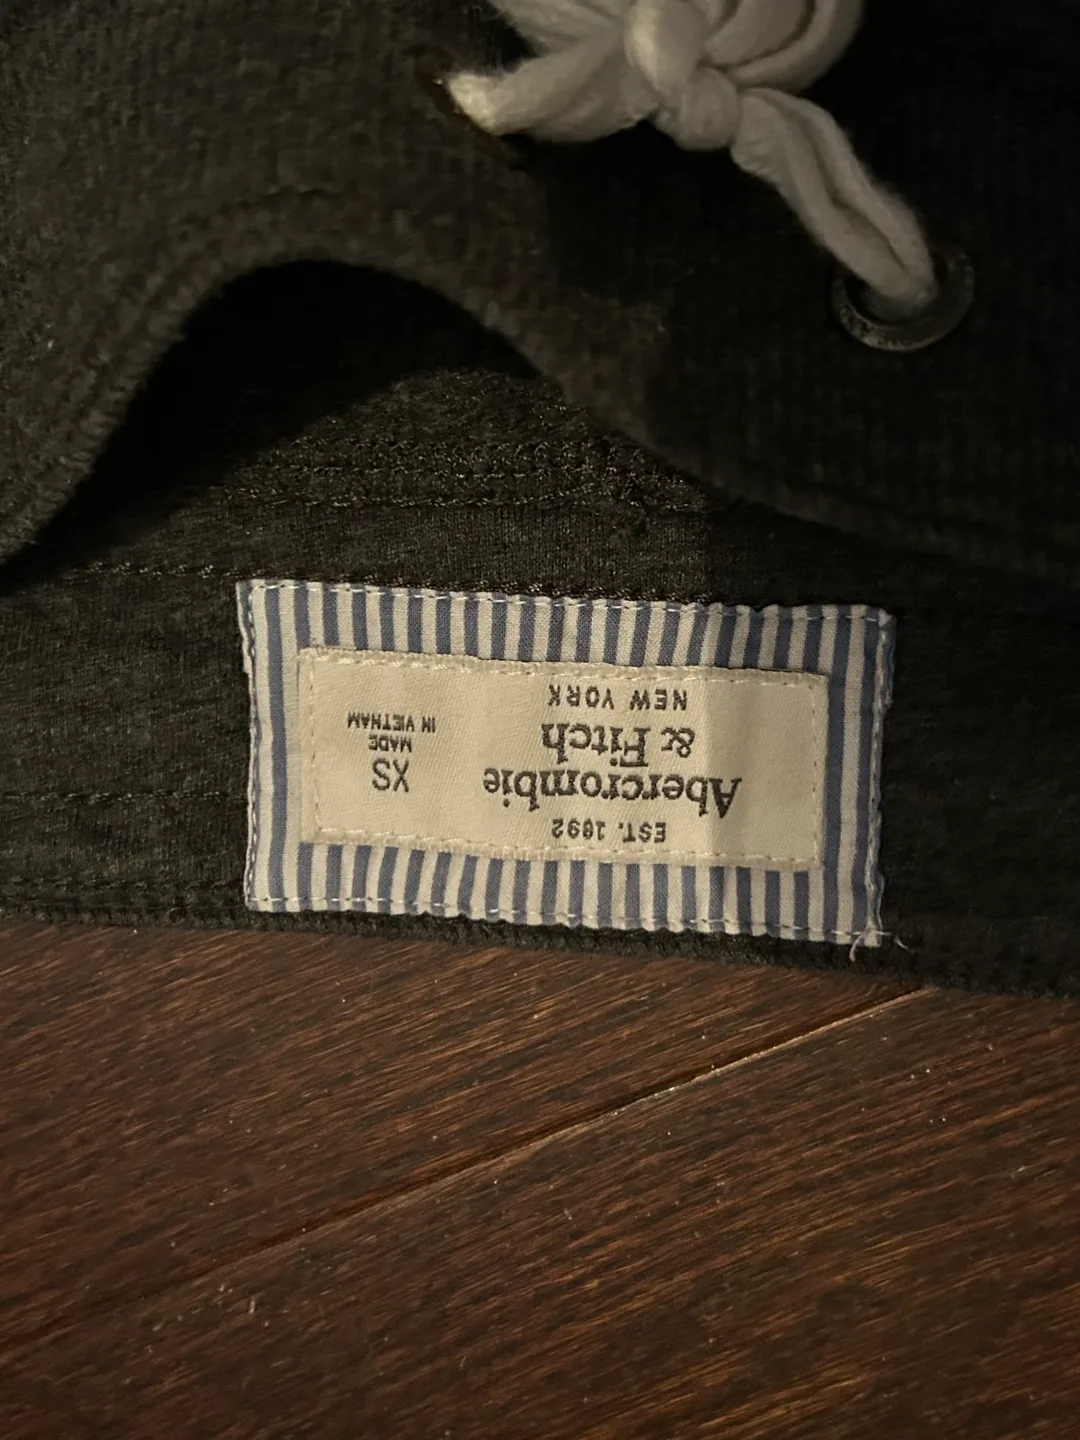 EST. 1892
Abercrombie
& Fitch
NEW YORK
XS
MADE
IN VIETNAM